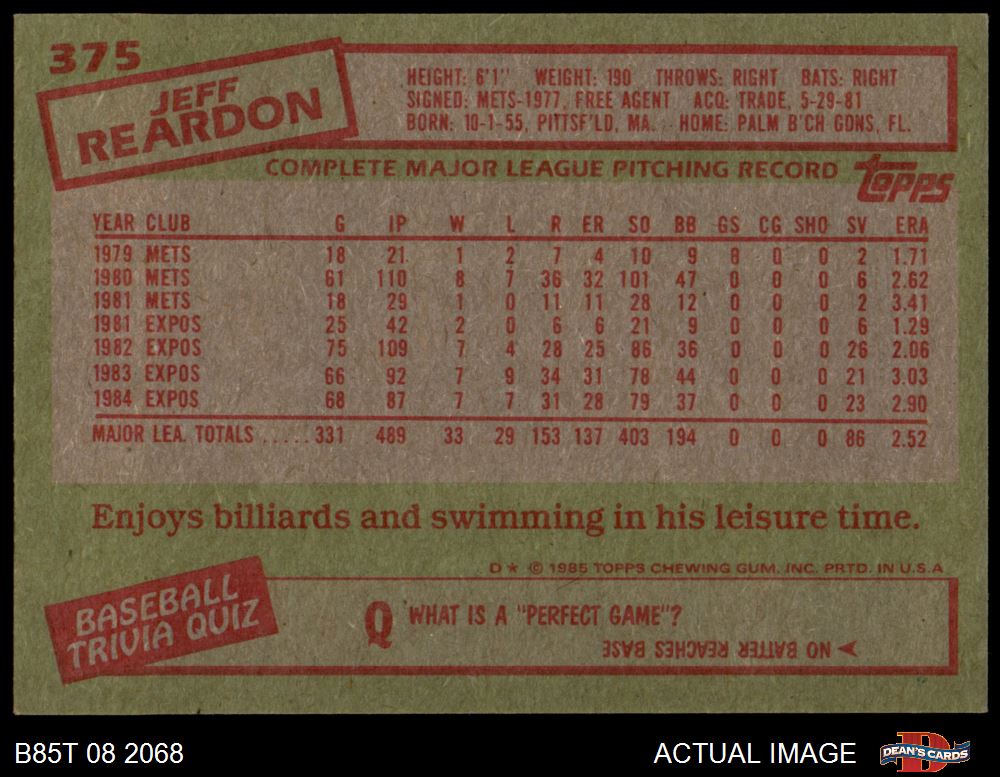 375
JEFF
REARDON
HEIGHT: 6'1" WEIGHT: 190 THROWS: RIGHT BATS: RIGHT
SIGNED: METS-1977, FREE AGENT ACQ: TRADE, 5-29-81
BORN: 10-1-55, PITTSF'LD, MA. HOME: PALM B'CH GDNS, FL.
COMPLETE MAJOR LEAGUE PITCHING RECORD
TOPPS
YEAR CLUB G IP W L R ER SO BB GS CG SHO SV ERA
1979 METS 18 21 1 2 7 4 10 9 0 0 0 2 1.71
1980 METS 61 110 8 7 36 32 101 47 0 0 0 6 2.62
1981 METS 18 29 1 0 11 11 28 12 0 0 0 2 3.41
1981 EXPOS 25 42 2 0 6 6 21 9 0 0 0 6 1.29
1982 EXPOS 75 109 7 4 28 25 86 36 0 0 0 26 2.06
1983 EXPOS 66 92 7 9 34 31 78 44 0 0 0 21 3.03
1984 EXPOS 68 87 7 7 31 28 79 37 0 0 0 23 2.90
MAJOR LEA. TOTALS ..... 331 489 33 29 153 137 403 194 0 0 0 86 2.52
Enjoys billiards and swimming in his leisure time.
D★ © 1985 TOPPS CHEWING GUM, INC. PRTD. IN U.S.A.
BASEBALL
TRIVIA QUIZ
Q WHAT IS A "PERFECT GAME"?
NO BATTER REACHES BASE
B85T 08 2068
ACTUAL IMAGE
D
DEAN'S CARDS